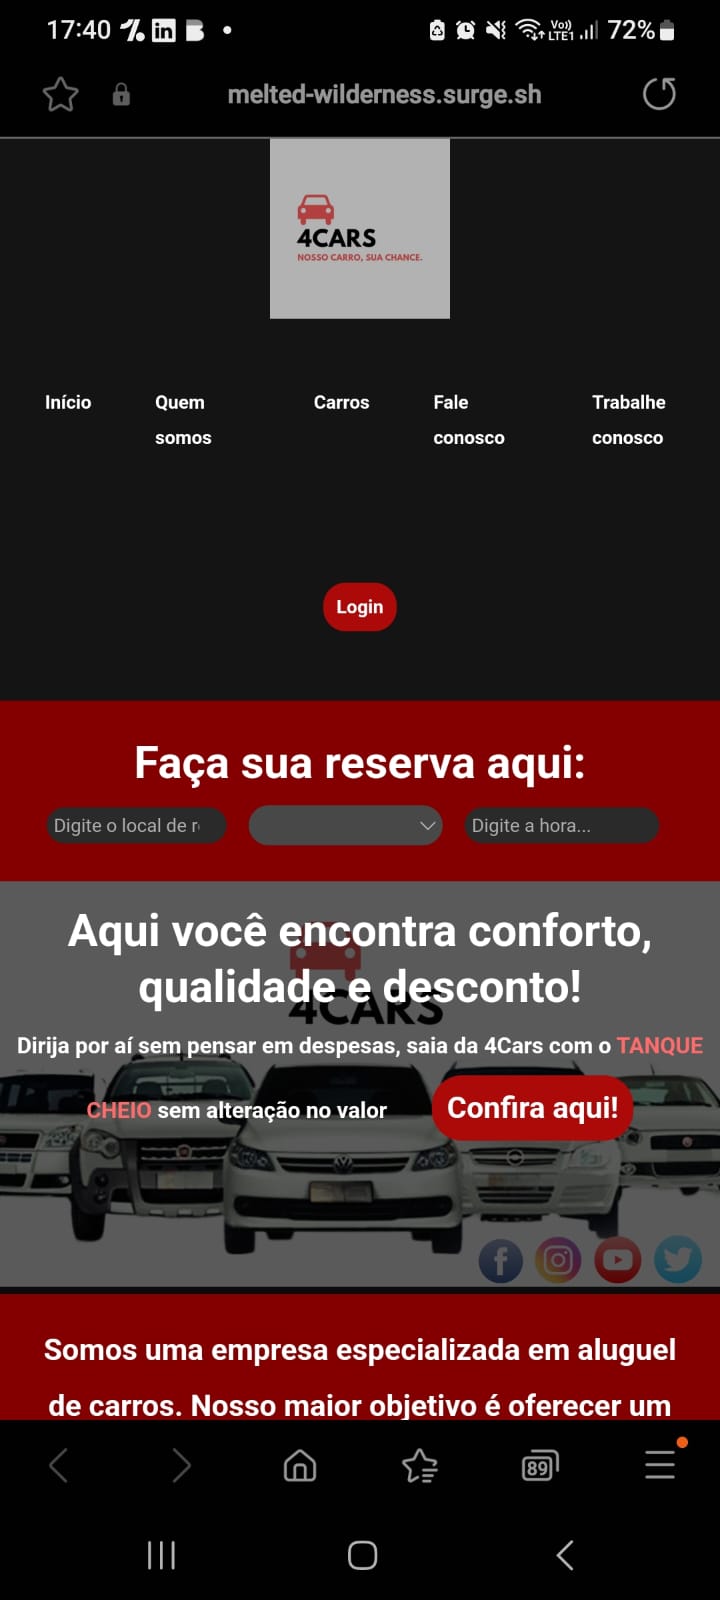 17:40
Vo))
LTE1
72%
melted-wilderness.surge.sh
4CARS
NOSSO CARRO, SUA CHANCE.
Início
Quem
somos
Carros
Fale
conosco
Trabalhe
conosco
Login
Faça sua reserva aqui:
Digite o local de r
Digite a hora...
Aqui você encontra conforto,
qualidade e desconto!
4CARS
Dirija por aí sem pensar em despesas, saia da 4Cars com o TANQUE
CHEIO sem alteração no valor
Confira aqui!
Somos uma empresa especializada em aluguel
de carros. Nosso maior objetivo é oferecer um
89